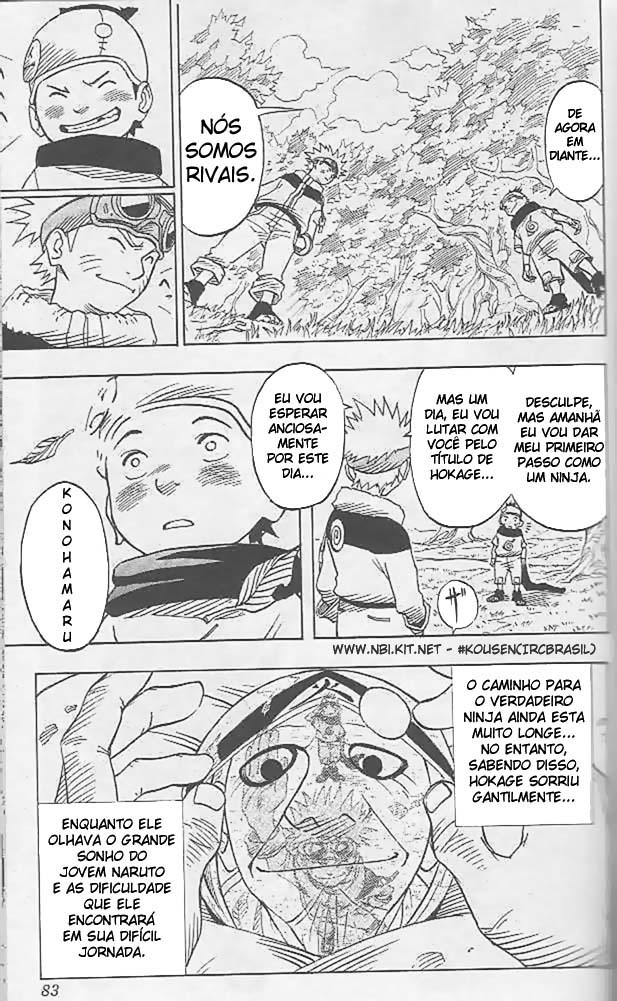 DE
AGORA
EM
DIANTE...
NÓS
SOMOS
RIVAIS.
DESCULPE,
MAS AMANHÃ
EU VOU DAR
MEU PRIMEIRO
PASSO COMO
UM NINJA.
MAS UM
DIA, EU VOU
LUTAR COM
VOCÊ PELO
TÍTULO DE
HOKAGE...
EU VOU
ESPERAR
ANCIOSA-
MENTE
POR ESTE
DIA...
K
O
N
O
H
A
M
A
R
U
ザッ
WWW.NBI.KIT.NET - #KOUSEN(IRCBRASIL)
O CAMINHO PARA
O VERDADEIRO
NINJA AINDA ESTA
MUITO LONGE...
NO ENTANTO,
SABENDO DISSO,
HOKAGE SORRIU
GANTILMENTE...
ENQUANTO ELE
OLHAVA O GRANDE
SONHO DO
JOVEM NARUTO
E AS DIFICULDADE
QUE ELE
ENCONTRARÁ
EM SUA DIFÍCIL
JORNADA.
83